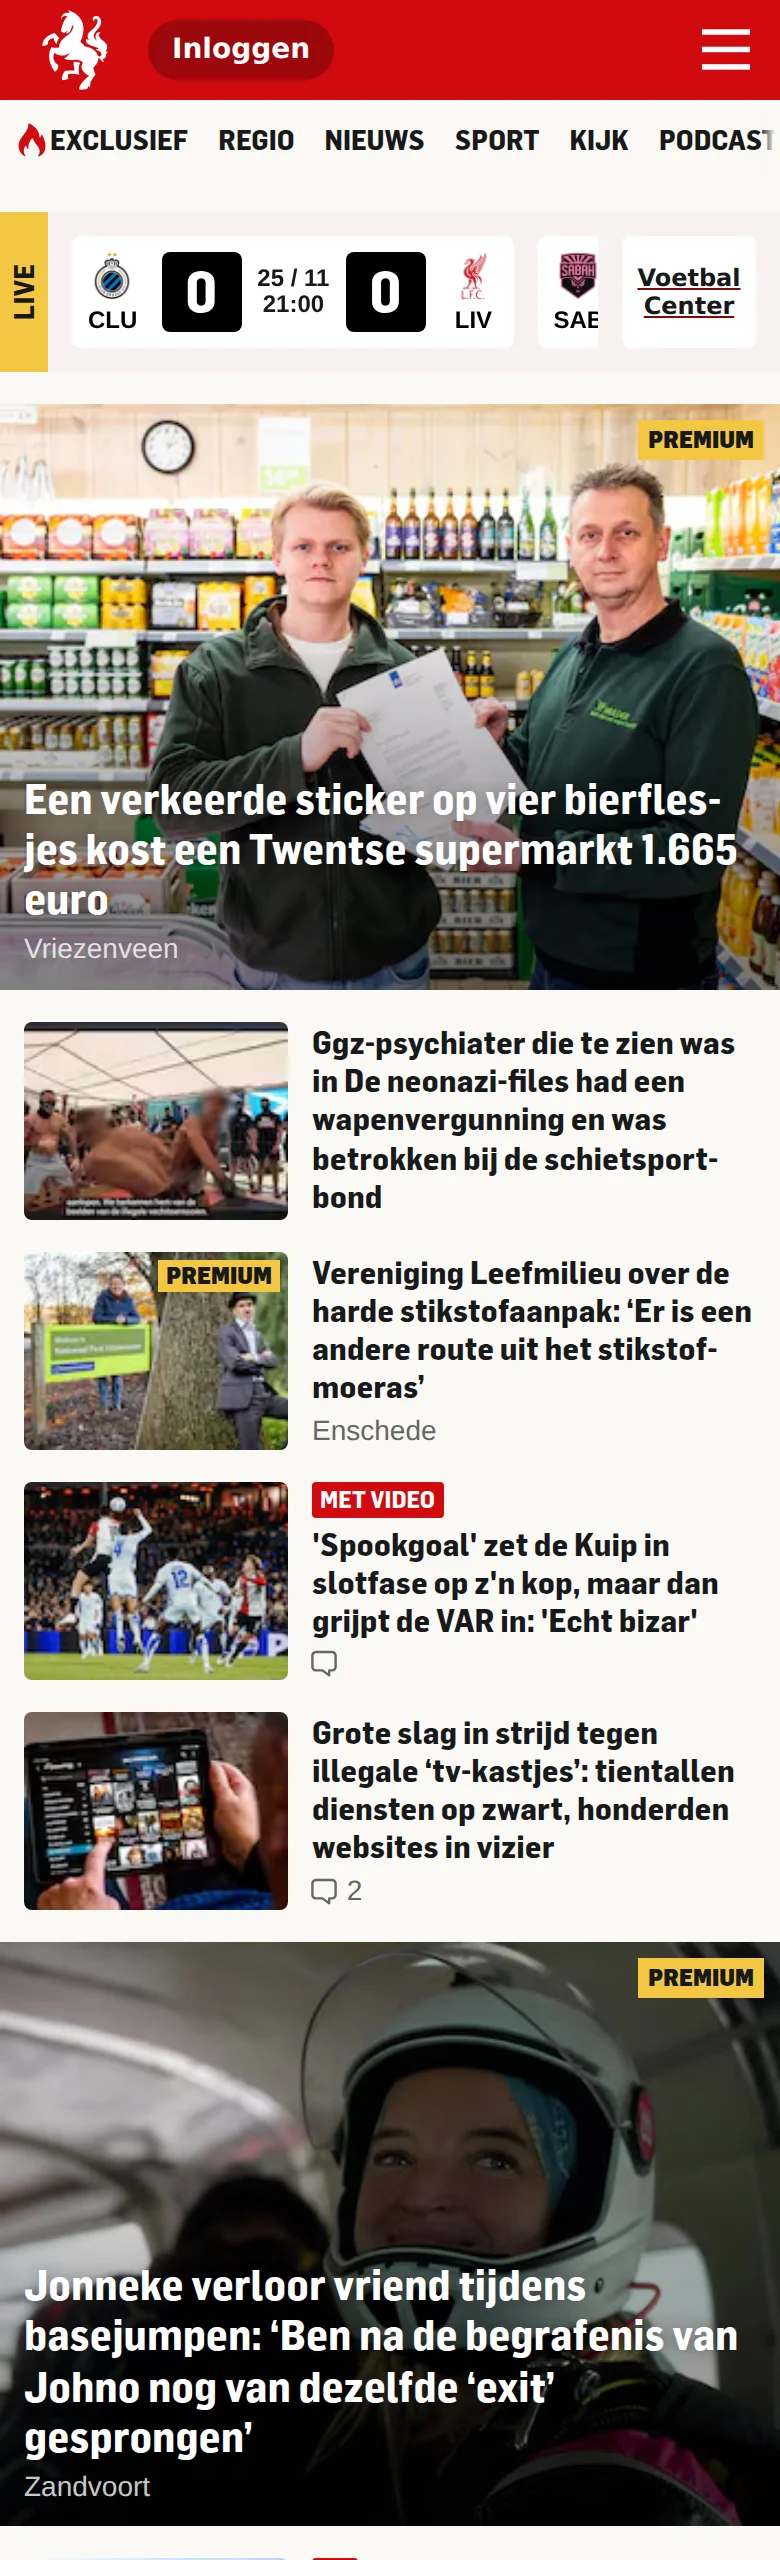 Inloggen
EXCLUSIEF REGIO NIEUWS SPORT KIJK PODCAST
LIVE
CLU
0
25 / 11
21:00
0
L.F.C.
LIV
SABAH
SAB
Voetbal
Center
PREMIUM
Een verkeerde sticker op vier bierfles-
jes kost een Twentse supermarkt 1.665
euro
Vriezenveen
Ggz-psychiater die te zien was
in De neonazi-files had een
wapenvergunning en was
betrokken bij de schietsport-
bond
PREMIUM
Vereniging Leefmilieu over de
harde stikstofaanpak: ‘Er is een
andere route uit het stikstof-
moeras’
Enschede
MET VIDEO
'Spookgoal' zet de Kuip in
slotfase op z'n kop, maar dan
grijpt de VAR in: 'Echt bizar'
Grote slag in strijd tegen
illegale ‘tv-kastjes’: tientallen
diensten op zwart, honderden
websites in vizier
2
PREMIUM
Jonneke verloor vriend tijdens
basejumpen: ‘Ben na de begrafenis van
Johno nog van dezelfde ‘exit’
gesprongen’
Zandvoort